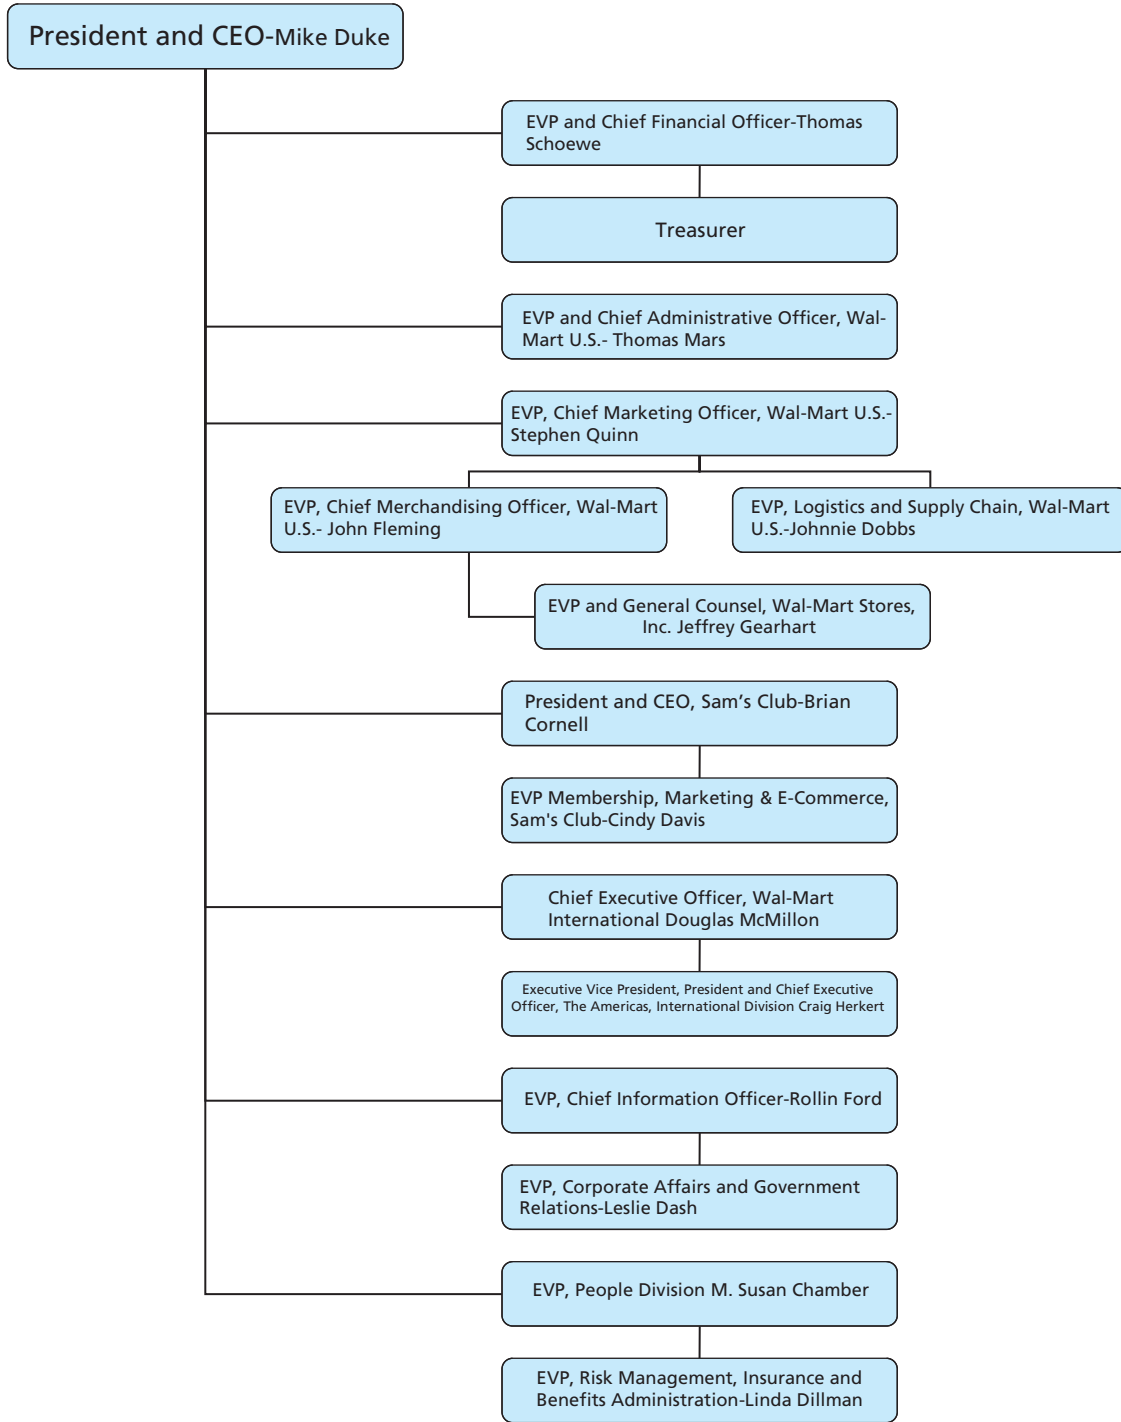 President and CEO-Mike Duke
EVP and Chief Financial Officer-Thomas
Schoewe
Treasurer
EVP and Chief Administrative Officer, Wal-
Mart U.S.- Thomas Mars
EVP, Chief Marketing Officer, Wal-Mart U.S.-
Stephen Quinn
EVP, Chief Merchandising Officer, Wal-Mart
U.S.- John Fleming
EVP, Logistics and Supply Chain, Wal-Mart
U.S.-Johnnie Dobbs
EVP and General Counsel, Wal-Mart Stores,
Inc. Jeffrey Gearhart
President and CEO, Sam’s Club-Brian
Cornell
EVP Membership, Marketing & E-Commerce,
Sam's Club-Cindy Davis
Chief Executive Officer, Wal-Mart
International Douglas McMillon
Executive Vice President, President and Chief Executive
Officer, The Americas, International Division Craig Herkert
EVP, Chief Information Officer-Rollin Ford
EVP, Corporate Affairs and Government
Relations-Leslie Dash
EVP, People Division M. Susan Chamber
EVP, Risk Management, Insurance and
Benefits Administration-Linda Dillman